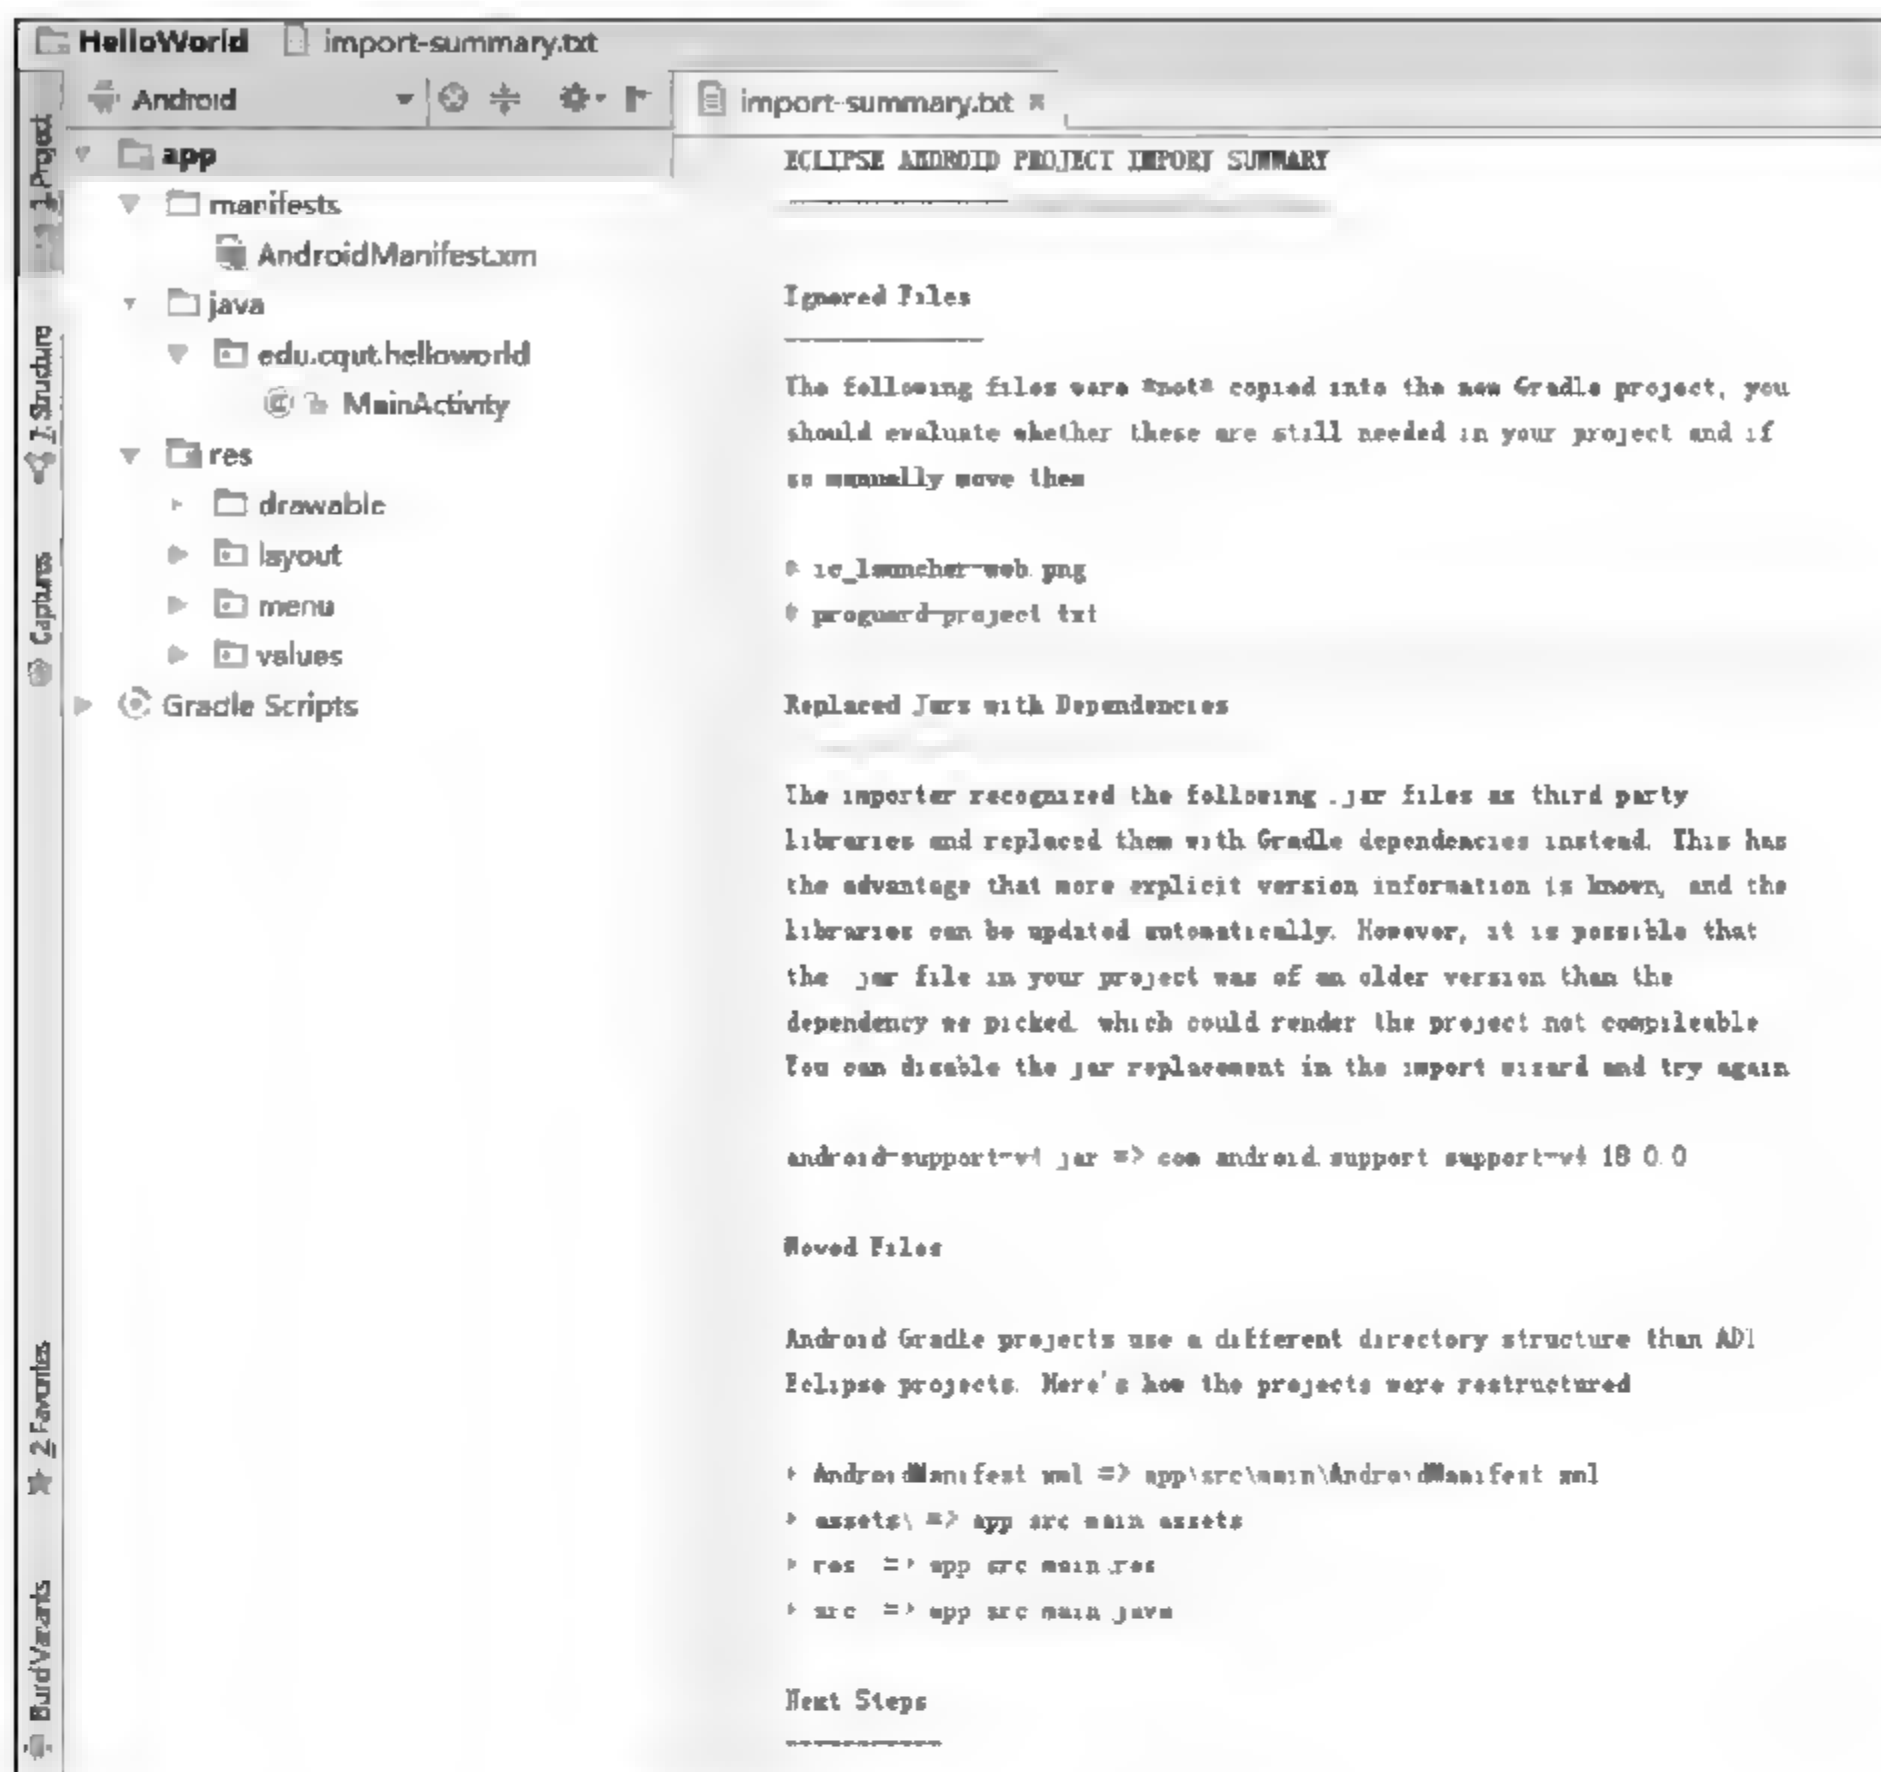 HelloWorld import-summary.txt
Android
import-summary.txt
1: Project
7: Structure
Captures
2: Favorites
Build Variants
app
manifests
AndroidManifest.xm
java
edu.cqut.helloworld
MainActivity
res
drawable
layout
menu
values
Gradle Scripts
ECLIPSE ANDROID PROJECT IMPORT SUMMARY
Ignored Files
The following files were *not* copied into the new Gradle project, you
should evaluate whether these are still needed in your project and if
so manually move them
* ic_launcher-web.png
* proguard-project.txt
Replaced Jars with Dependencies
The importer recognized the following .jar files as third party
libraries and replaced them with Gradle dependencies instead. This has
the advantage that more explicit version information is known, and the
libraries can be updated automatically. However, it is possible that
the .jar file in your project was of an older version than the
dependency we picked, which could render the project not compileable
You can disable the jar replacement in the import wizard and try again
android-support-v4.jar => com.android.support:support-v4:18.0.0
Moved Files
Android Gradle projects use a different directory structure than ADT
Eclipse projects. Here's how the projects were restructured
* AndroidManifest.xml => app\src\main\AndroidManifest.xml
* assets\ => app\src\main\assets
* res\ => app\src\main\res
* src\ => app\src\main\java
Next Steps